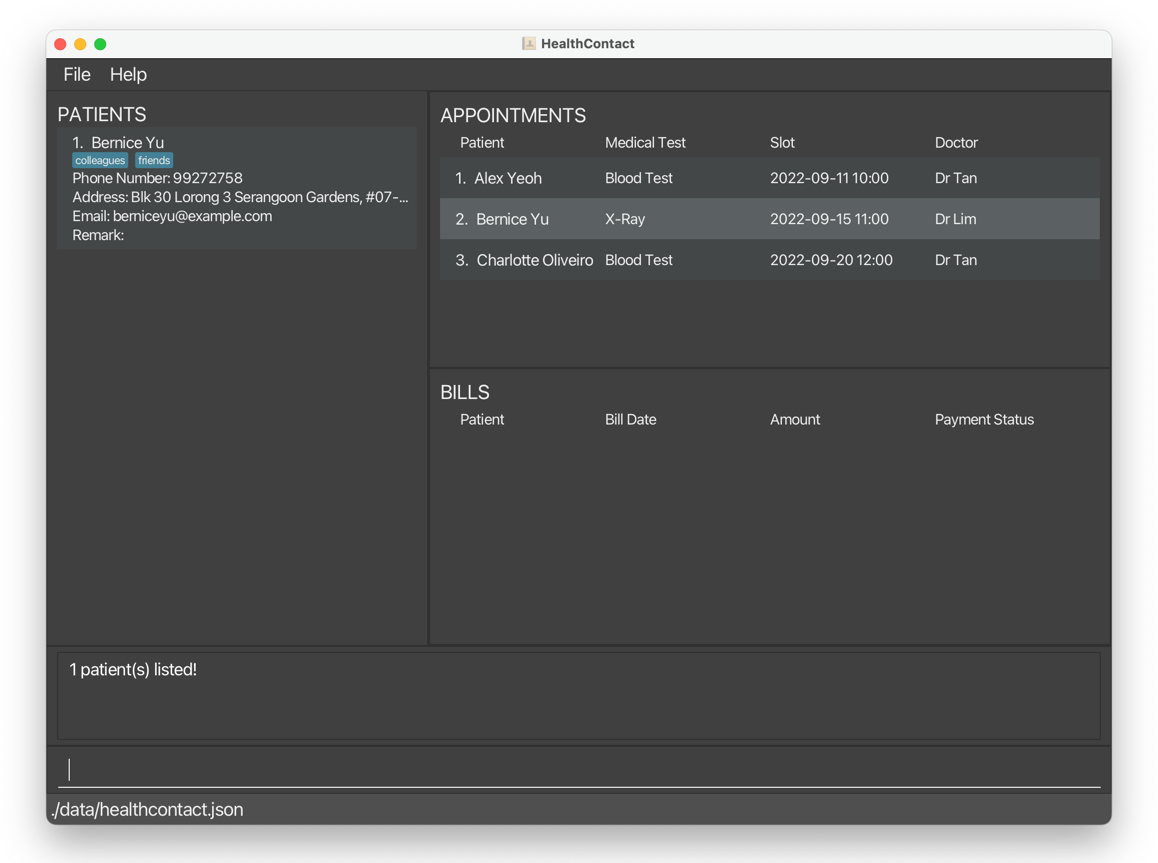 HealthContact
File Help
PATIENTS
1. Bernice Yu
colleagues friends
Phone Number: 99272758
Address: Blk 30 Lorong 3 Serangoon Gardens, #07-...
Email: berniceyu@example.com
Remark:
APPOINTMENTS
Patient Medical Test Slot Doctor
1. Alex Yeoh Blood Test 2022-09-11 10:00 Dr Tan
2. Bernice Yu X-Ray 2022-09-15 11:00 Dr Lim
3. Charlotte Oliveiro Blood Test 2022-09-20 12:00 Dr Tan
BILLS
Patient Bill Date Amount Payment Status
1 patient(s) listed!
./data/healthcontact.json